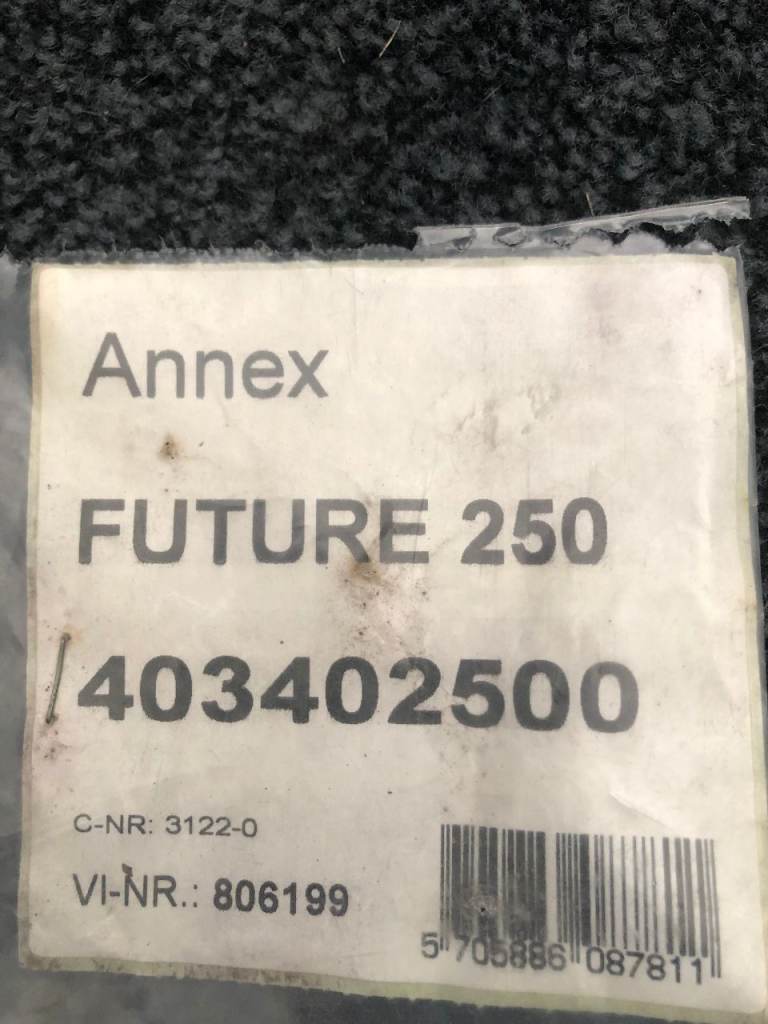 Annex
FUTURE 250
403402500
C-NR: 3122-0
VI-NR.: 806199
5 705886 087811